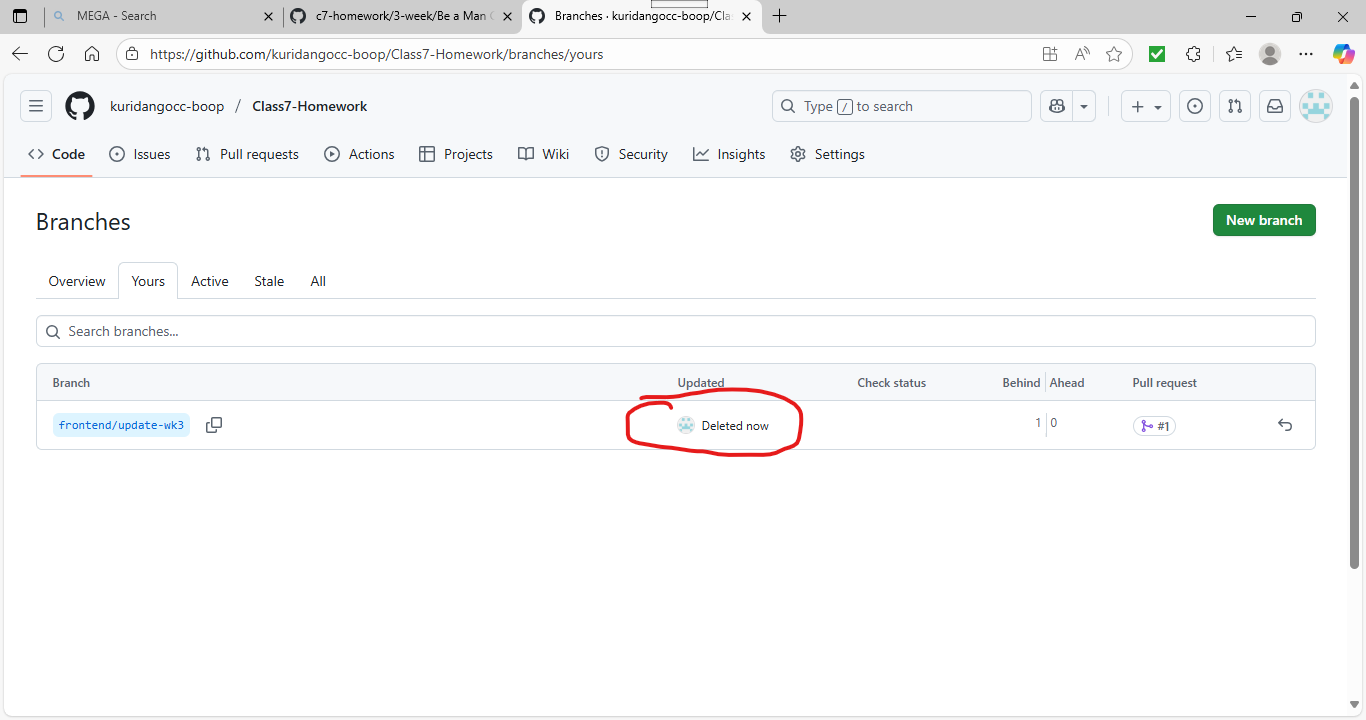 MEGA - Search
c7-homework/3-week/Be a Man
Branches · kuridangocc-boop/Cla
https://github.com/kuridangocc-boop/Class7-Homework/branches/yours
kuridangocc-boop / Class7-Homework
Type / to search
Code Issues Pull requests Actions Projects Wiki Security Insights Settings
Branches
New branch
Overview Yours Active Stale All
Search branches...
Branch Updated Check status Behind Ahead Pull request
frontend/update-wk3 Deleted now 1 0 #1